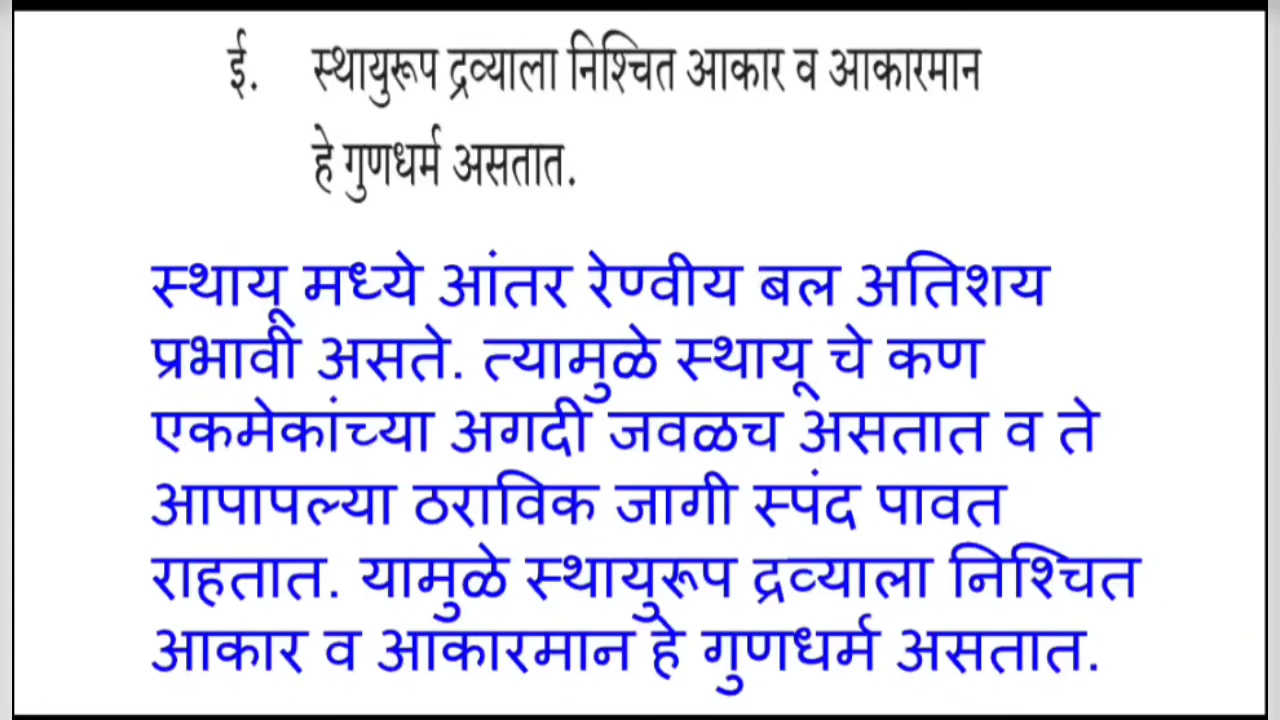 ई. स्थायुरूप द्रव्याला निश्चित आकार व आकारमान
हे गुणधर्म असतात.
स्थायू मध्ये आंतर रेण्वीय बल अतिशय
प्रभावी असते. त्यामुळे स्थायू चे कण
एकमेकांच्या अगदी जवळच असतात व ते
आपापल्या ठराविक जागी स्पंद पावत
राहतात. यामुळे स्थायुरूप द्रव्याला निश्चित
आकार व आकारमान हे गुणधर्म असतात.